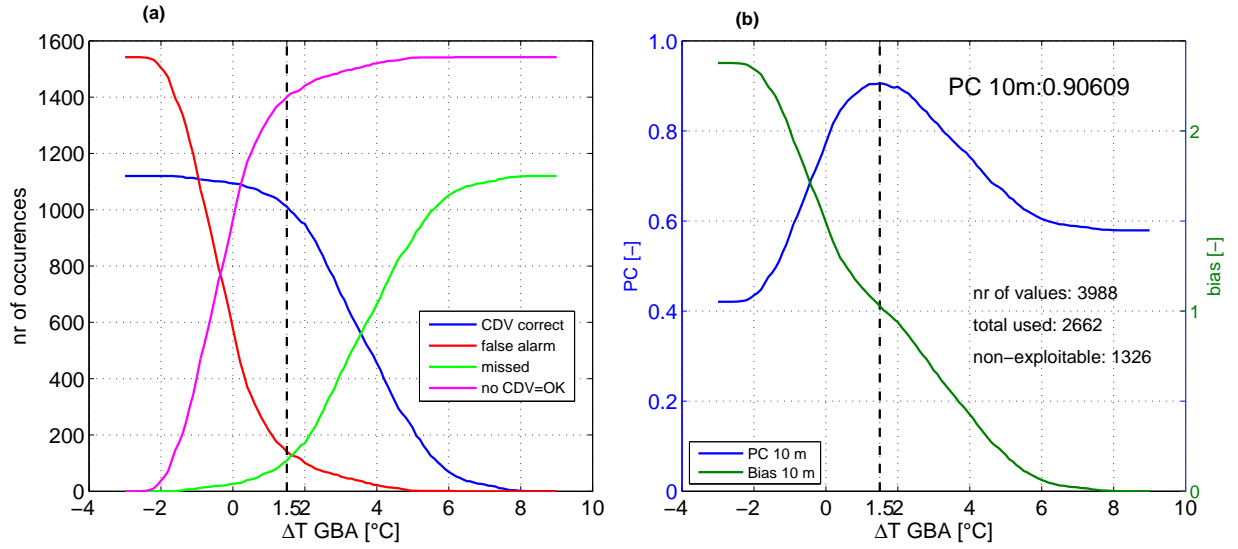 (a)
1600
1400
1200
1000
800
600
400
200
0
nr of occurences
−4
−2
0
1.5
2
4
6
8
10
ΔT GBA [°C]
CDV correct
false alarm
missed
no CDV=OK
(b)
1.0
0.8
0.6
0.4
0.2
0
PC [−]
PC 10m:0.90609
nr of values: 3988
total used: 2662
non−exploitable: 1326
PC 10 m
Bias 10 m
2
1
0
bias [−]
−4
−2
0
1.5
2
4
6
8
10
ΔT GBA [°C]